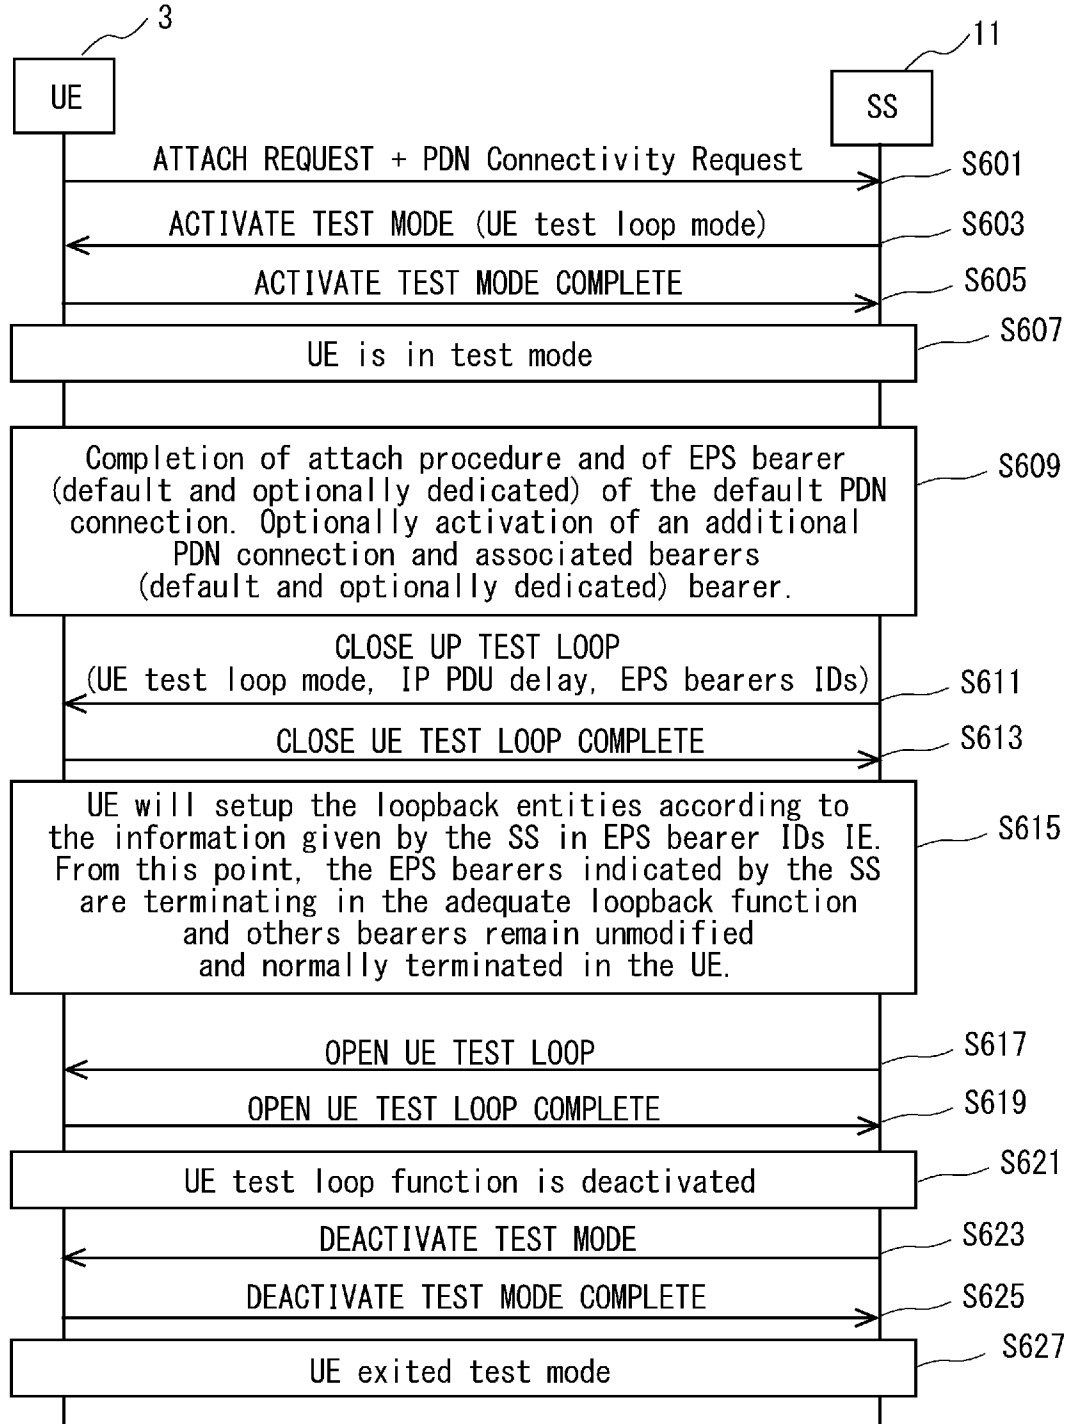 3
11
UE
SS
ATTACH REQUEST + PDN Connectivity Request
S601
ACTIVATE TEST MODE (UE test loop mode)
S603
ACTIVATE TEST MODE COMPLETE
S605
UE is in test mode
S607
Completion of attach procedure and of EPS bearer
(default and optionally dedicated) of the default PDN
connection. Optionally activation of an additional
PDN connection and associated bearers
(default and optionally dedicated) bearer.
S609
CLOSE UP TEST LOOP
(UE test loop mode, IP PDU delay, EPS bearers IDs)
S611
CLOSE UE TEST LOOP COMPLETE
S613
UE will setup the loopback entities according to
the information given by the SS in EPS bearer IDs IE.
From this point, the EPS bearers indicated by the SS
are terminating in the adequate loopback function
and others bearers remain unmodified
and normally terminated in the UE.
S615
OPEN UE TEST LOOP
S617
OPEN UE TEST LOOP COMPLETE
S619
UE test loop function is deactivated
S621
DEACTIVATE TEST MODE
S623
DEACTIVATE TEST MODE COMPLETE
S625
UE exited test mode
S627